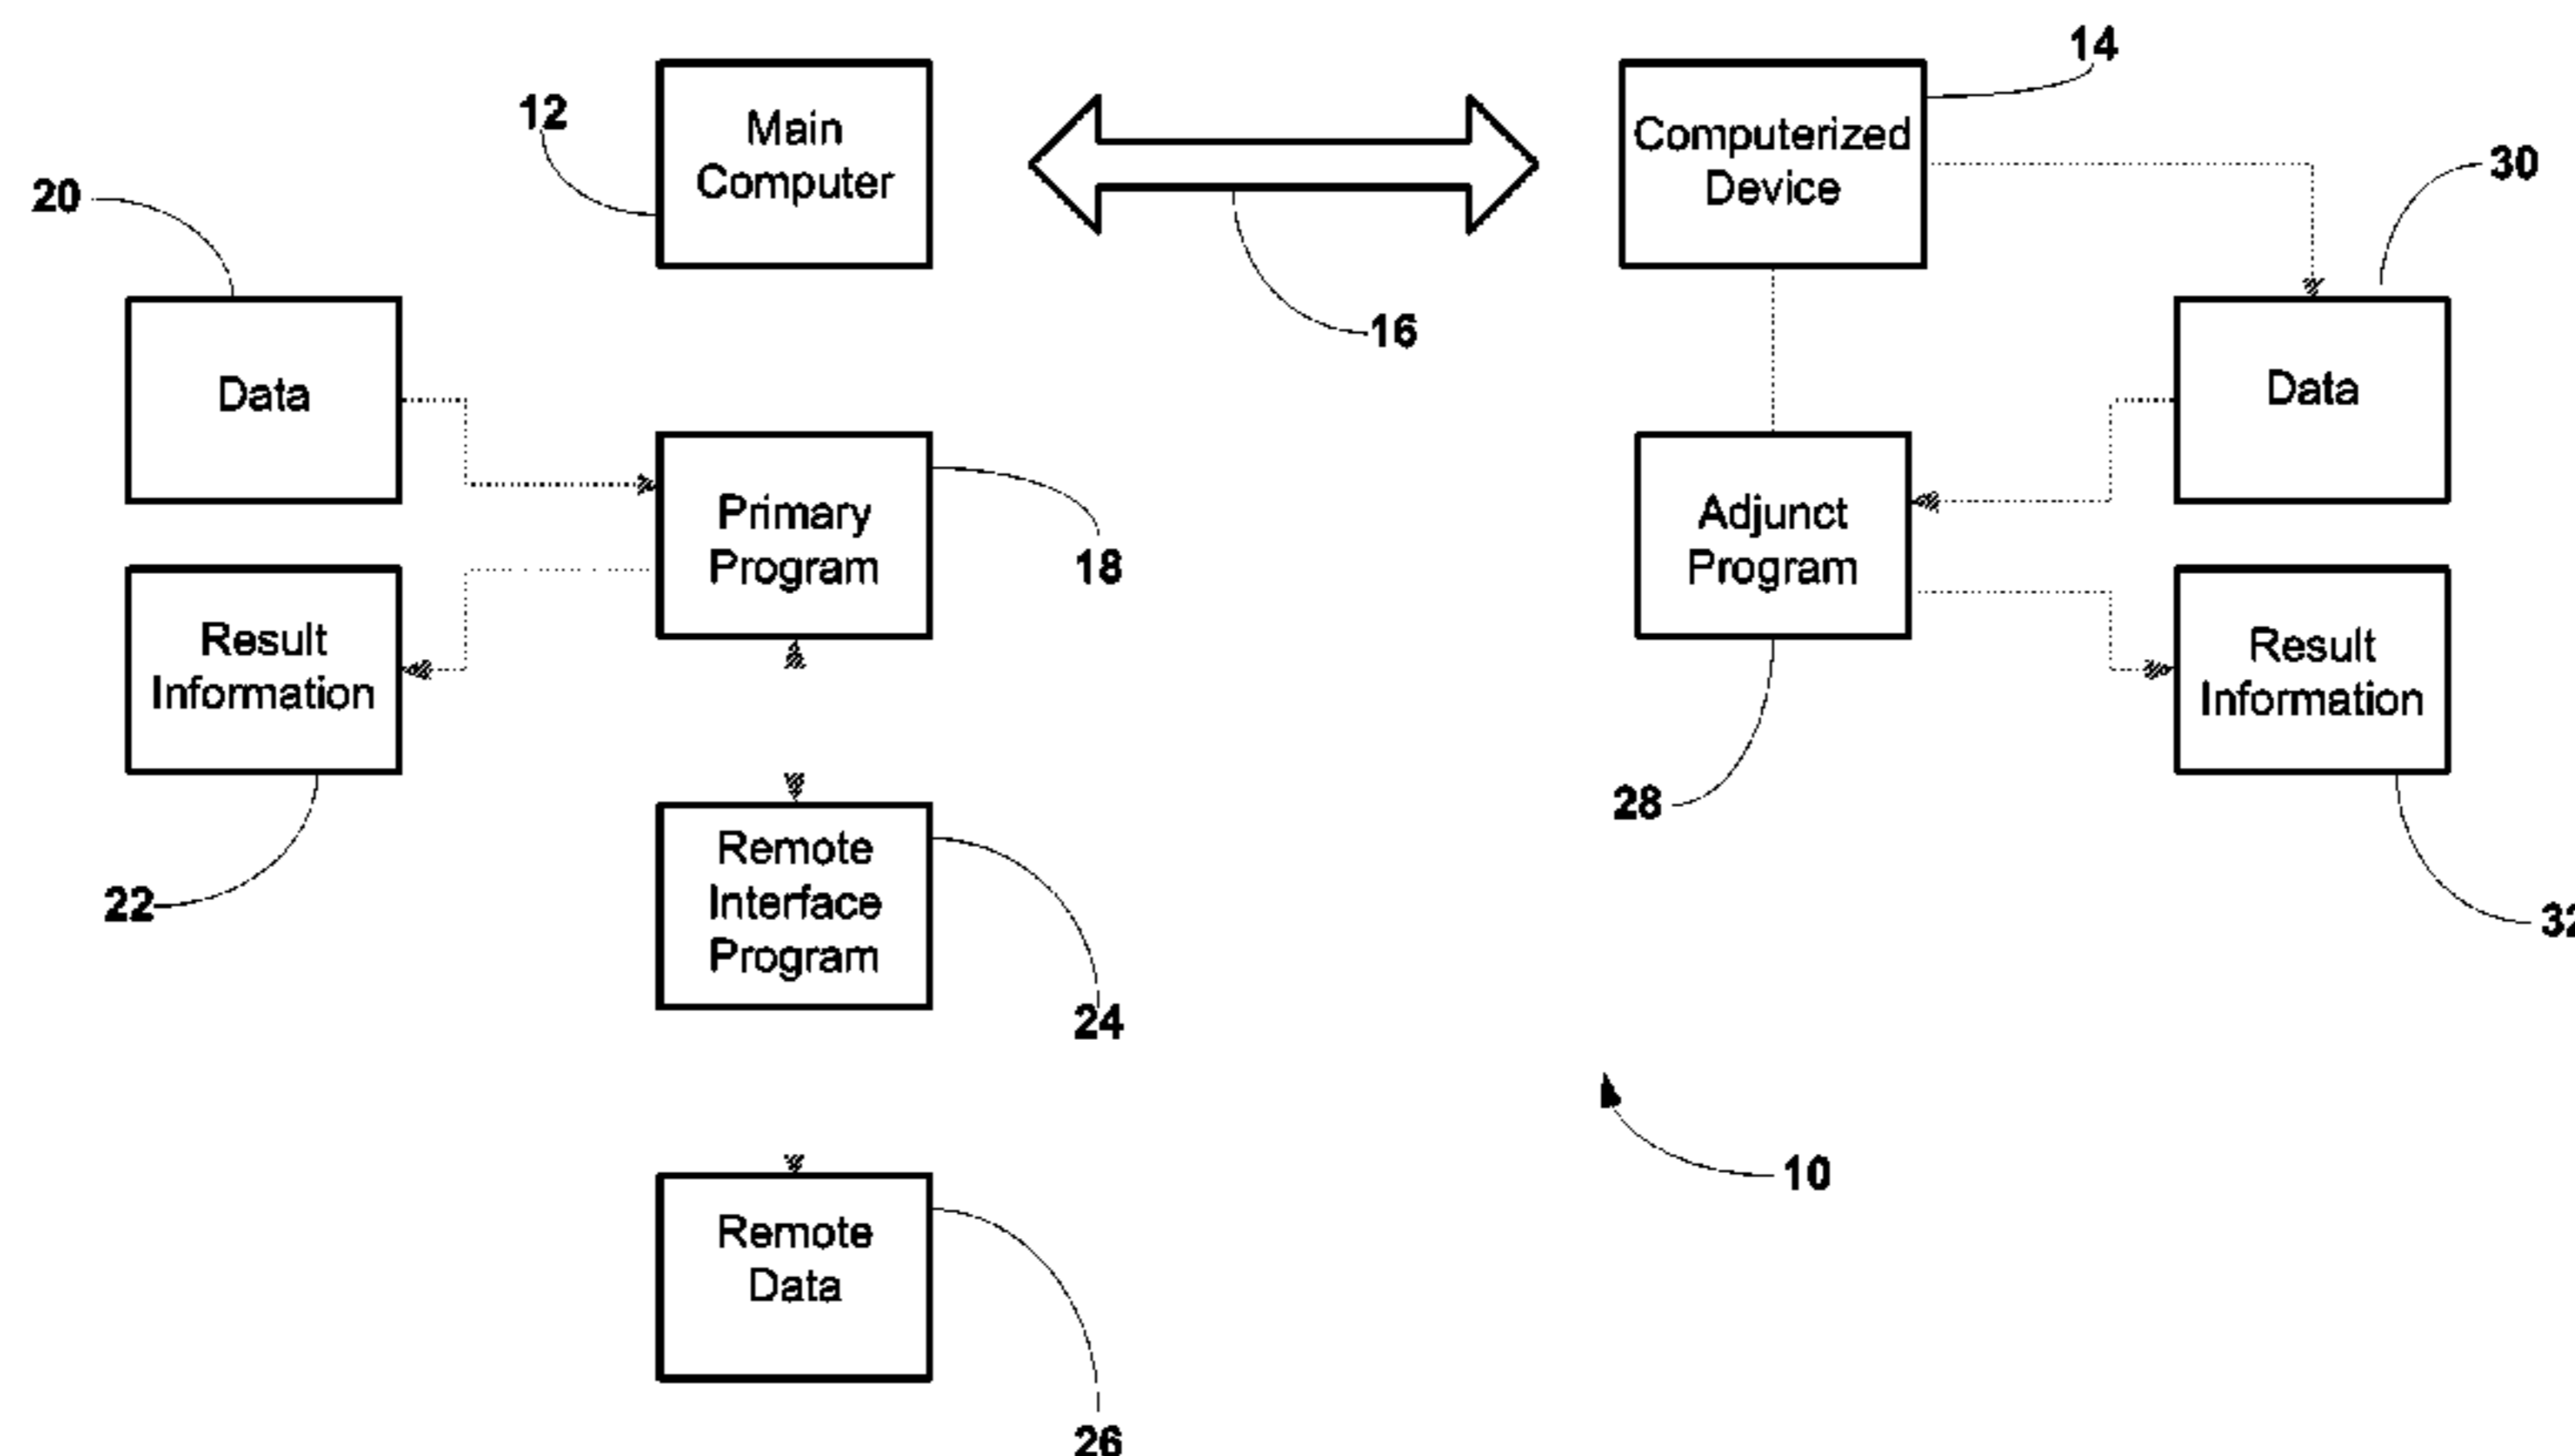 14
12
Main
Computer
Computerized
Device
30
20
16
Data
Data
Primary
Program
18
Adjunct
Program
Result
Information
Result
Information
28
Remote
Interface
Program
22
32
24
10
Remote
Data
26